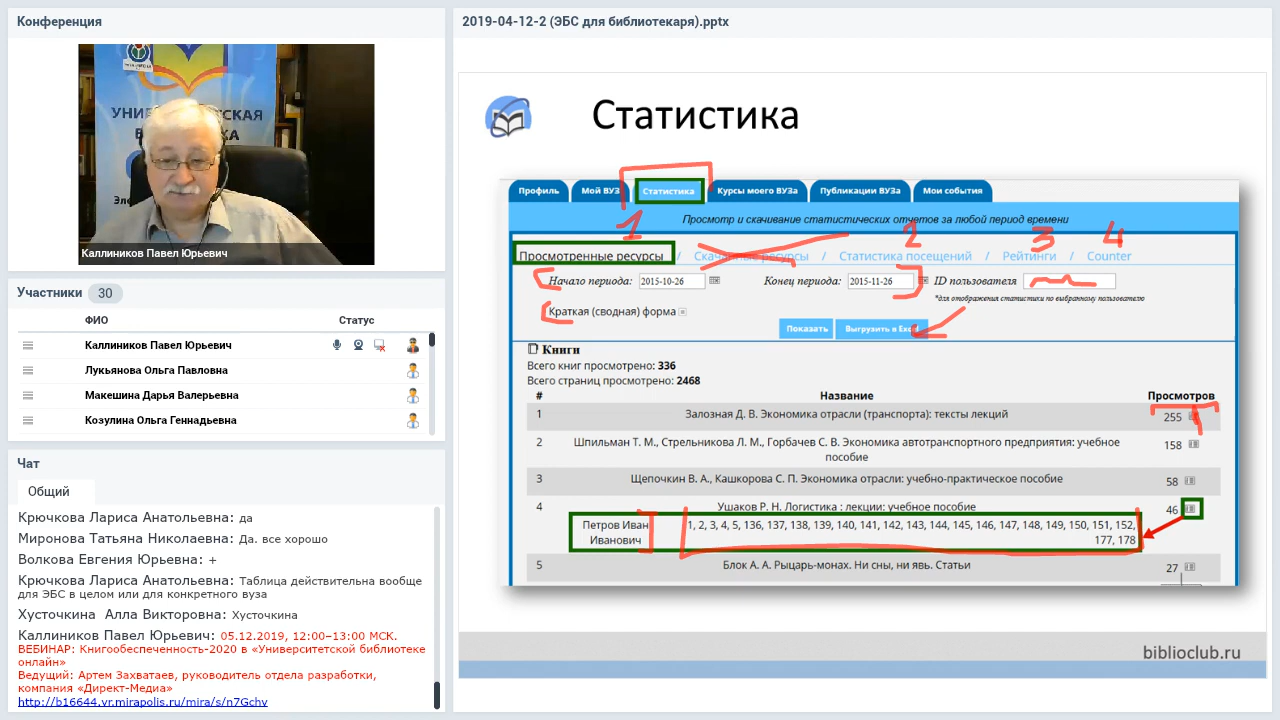 Конференция
УНИ СИТЕТСКАЯ
Каллиников Павел Юрьевич
Участники 30
ФИО Статус
Каллиников Павел Юрьевич
Лукьянова Ольга Павловна
Макешина Дарья Валерьевна
Козулина Ольга Геннадьевна
Чат
Общий
Крючкова Лариса Анатольевна: да
Миронова Татьяна Николаевна: Да. все хорошо
Волкова Евгения Юрьевна: +
Крючкова Лариса Анатольевна: Таблица действительна вообще
для ЭБС в целом или для конкретного вуза
Хусточкина Алла Викторовна: Хусточкина
Каллиников Павел Юрьевич: 05.12.2019, 12:00–13:00 МСК.
ВЕБИНАР: Книгообеспеченность-2020 в «Университетской библиотеке
онлайн»
Ведущий: Артем Захватаев, руководитель отдела разработки,
компания «Директ-Медиа»
http://b16644.vr.mirapolis.ru/mira/s/n7Gchv
2019-04-12-2 (ЭБС для библиотекаря).pptx
Статистика
Профиль Мой ВУЗ Статистика Курсы моего ВУЗа Публикации ВУЗа Мои события
Просмотр и скачивание статистических отчетов за любой период времени
1 2 3 4
Просмотренные ресурсы / Скачанные ресурсы / Статистика посещений / Рейтинги / Counter
Начало периода: 2015-10-26 Конец периода: 2015-11-26 ID пользователя
*для отображения статистики по выбранному пользователю
Краткая (сводная) форма
Показать Выгрузить в Excel
Книги
Всего книг просмотрено: 336
Всего страниц просмотрено: 2468
# Название Просмотров
1 Залозная Д. В. Экономика отрасли (транспорта): тексты лекций 255
2 Шпильман Т. М., Стрельникова Л. М., Горбачев С. В. Экономика автотранспортного предприятия: учебное
пособие 158
3 Щепочкин В. А., Кашкорова С. П. Экономика отрасли: учебно-практическое пособие 58
4 Ушаков Р. Н. Логистика : лекции: учебное пособие 46
Петров Иван 1, 2, 3, 4, 5, 136, 137, 138, 139, 140, 141, 142, 143, 144, 145, 146, 147, 148, 149, 150, 151, 152,
Иванович 177, 178
5 Блок А. А. Рыцарь-монах. Ни сны, ни явь. Статьи 27
biblioclub.ru